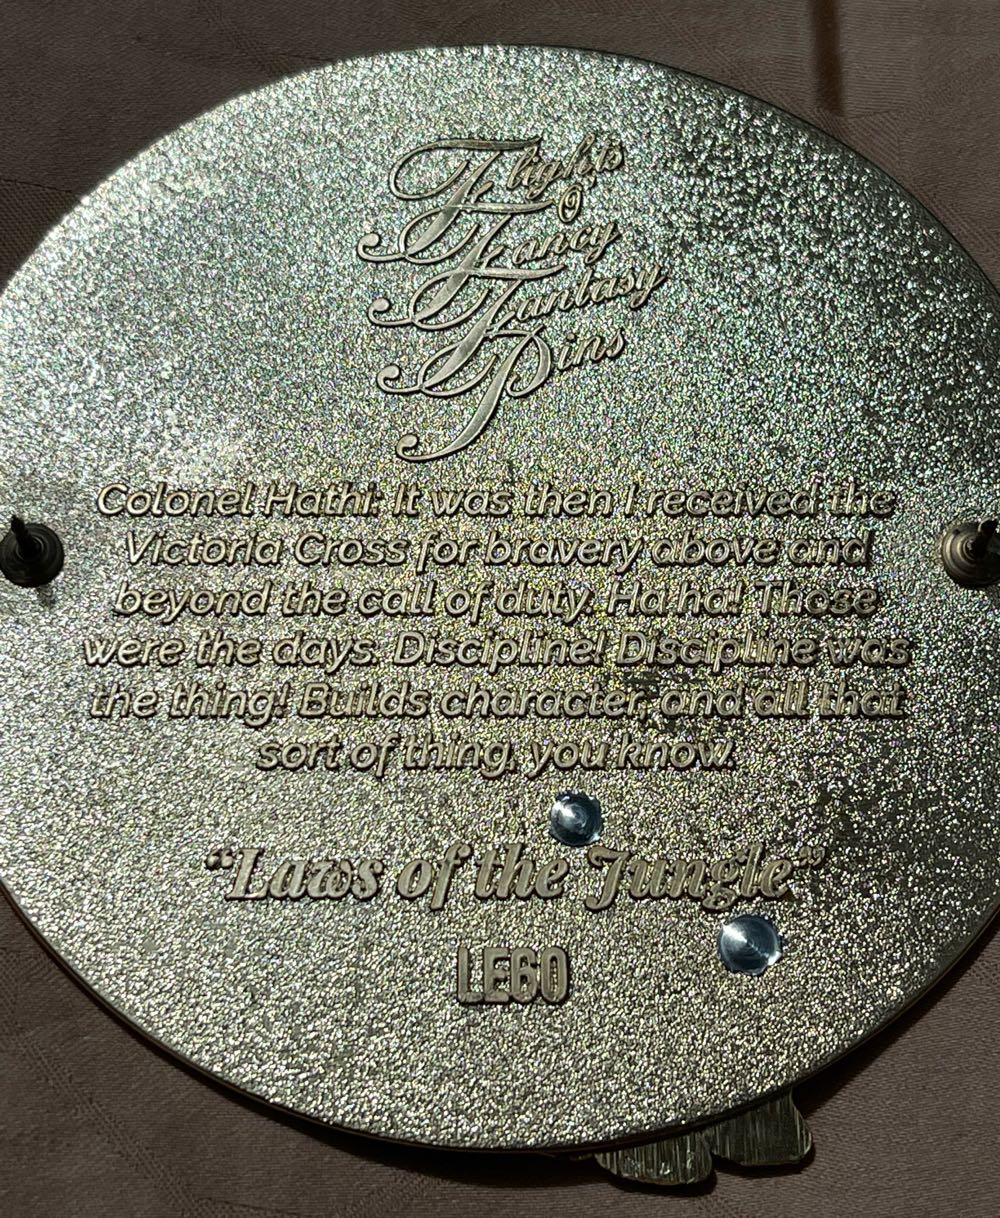 Flights
O
Fancy
Fantasy
Pins
Colonel Hathi: It was then I received the
Victoria Cross for bravery above and
beyond the call of duty. Ha ha! Those
were the days. Discipline! Discipline was
the thing! Builds character, and all that
sort of thing, you know.
“Laws of the Jungle”
LE60